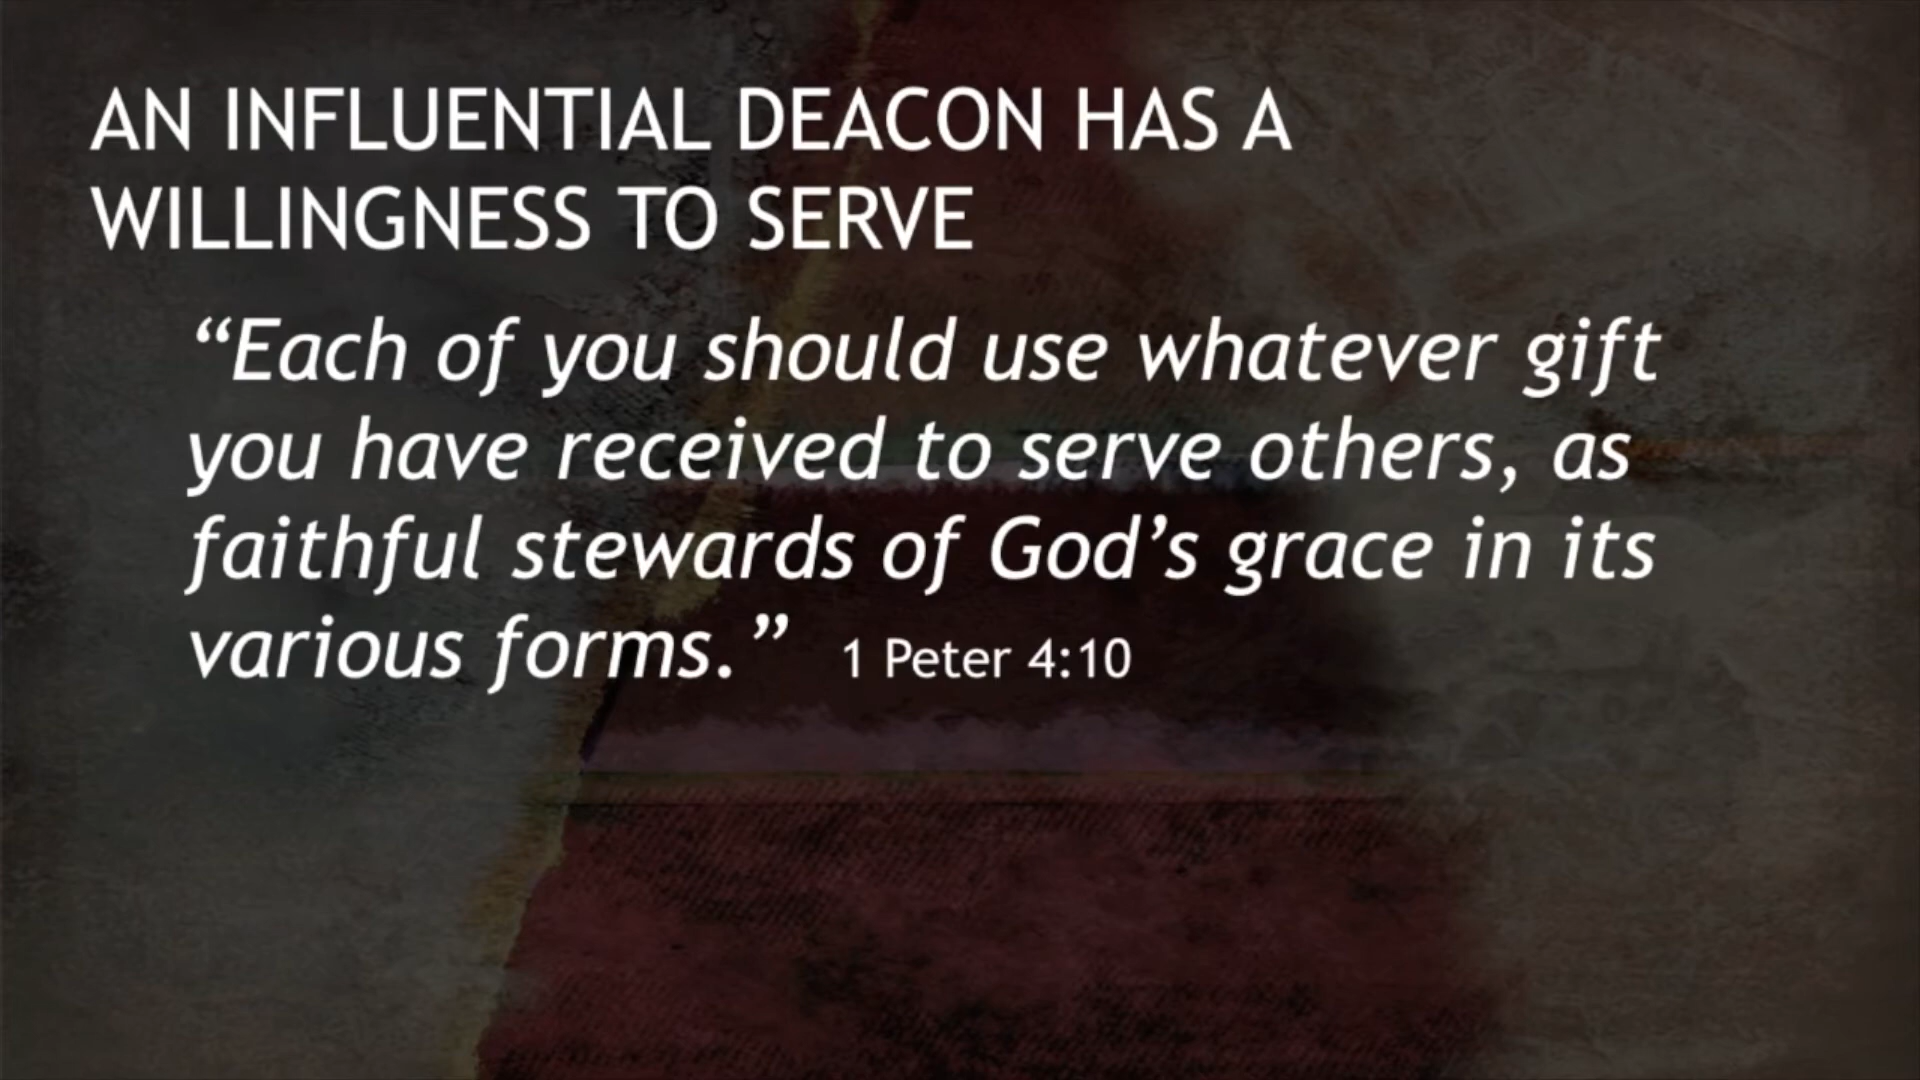 AN INFLUENTIAL DEACON HAS A
WILLINGNESS TO SERVE
“Each of you should use whatever gift
you have received to serve others, as
faithful stewards of God’s grace in its
various forms.” 1 Peter 4:10